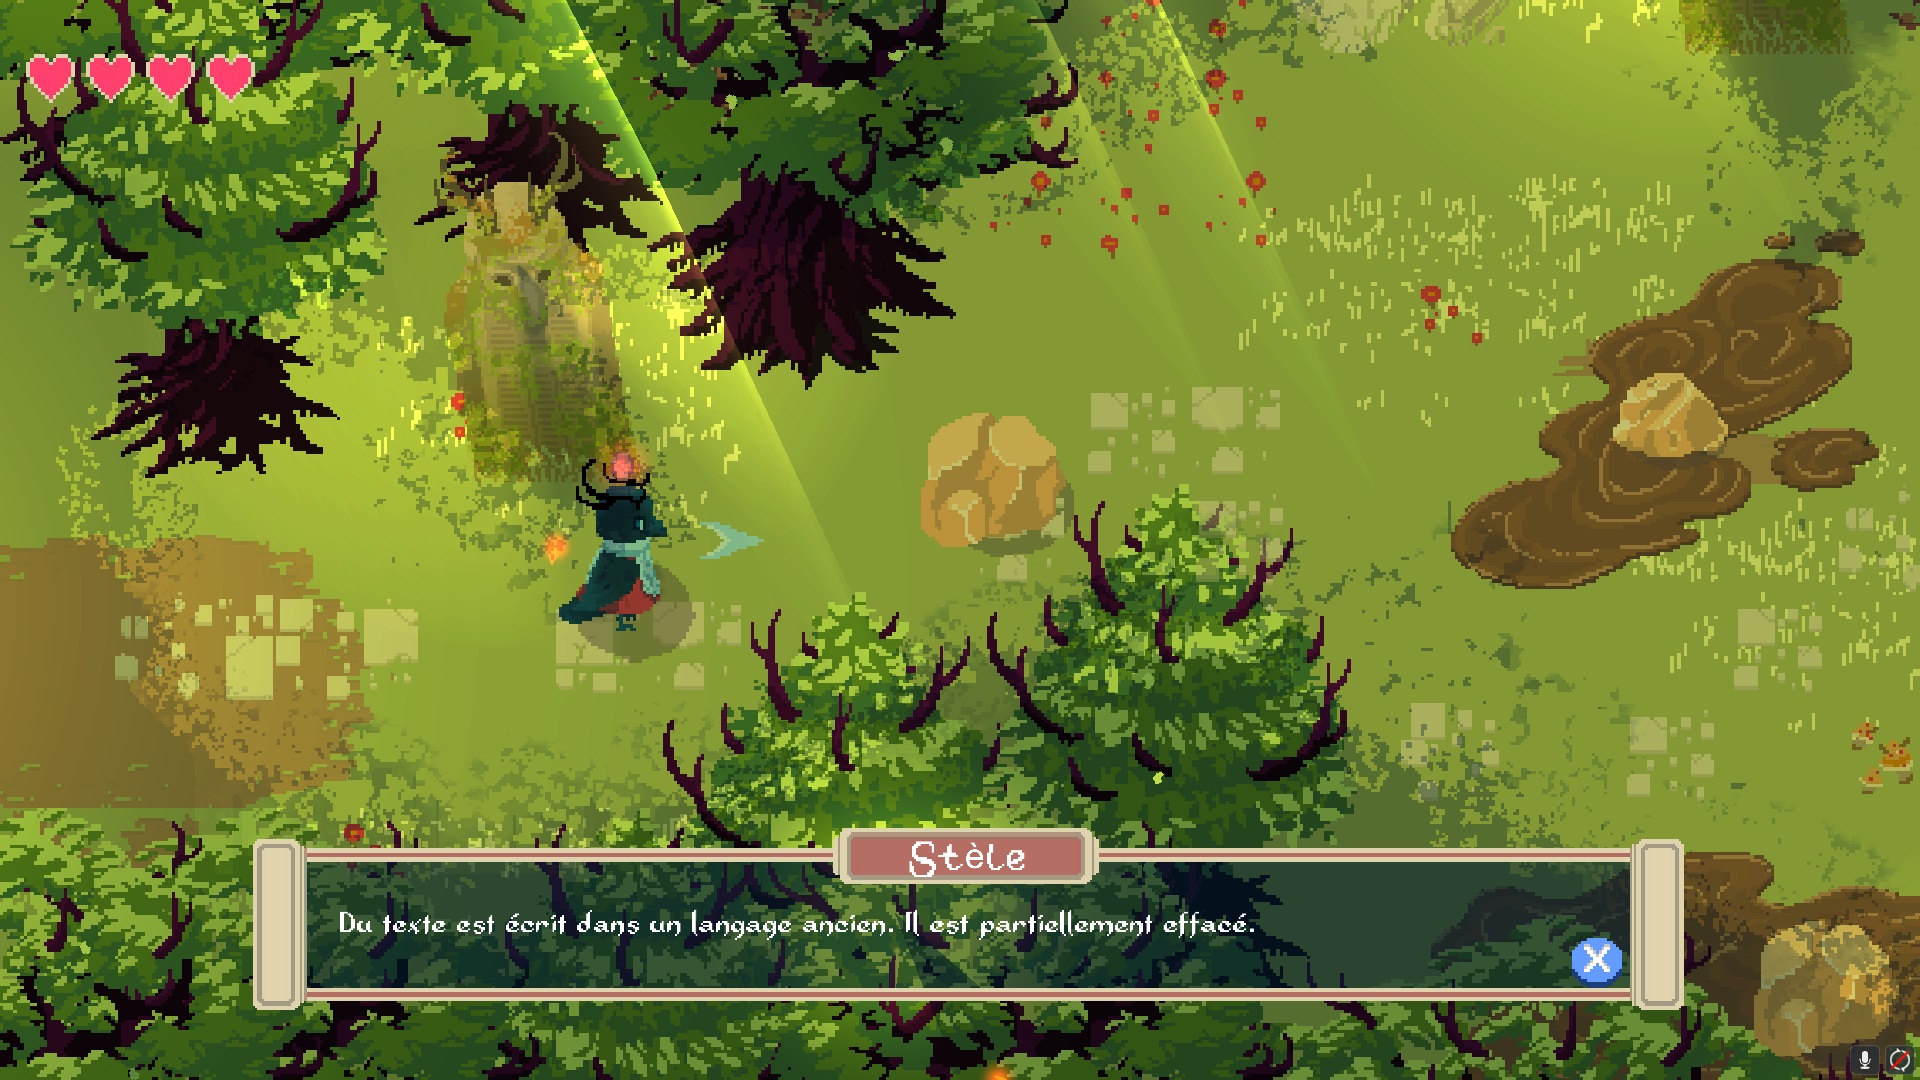 Stèle
Du texte est écrit dans un langage ancien. Il est partiellement effacé.
X